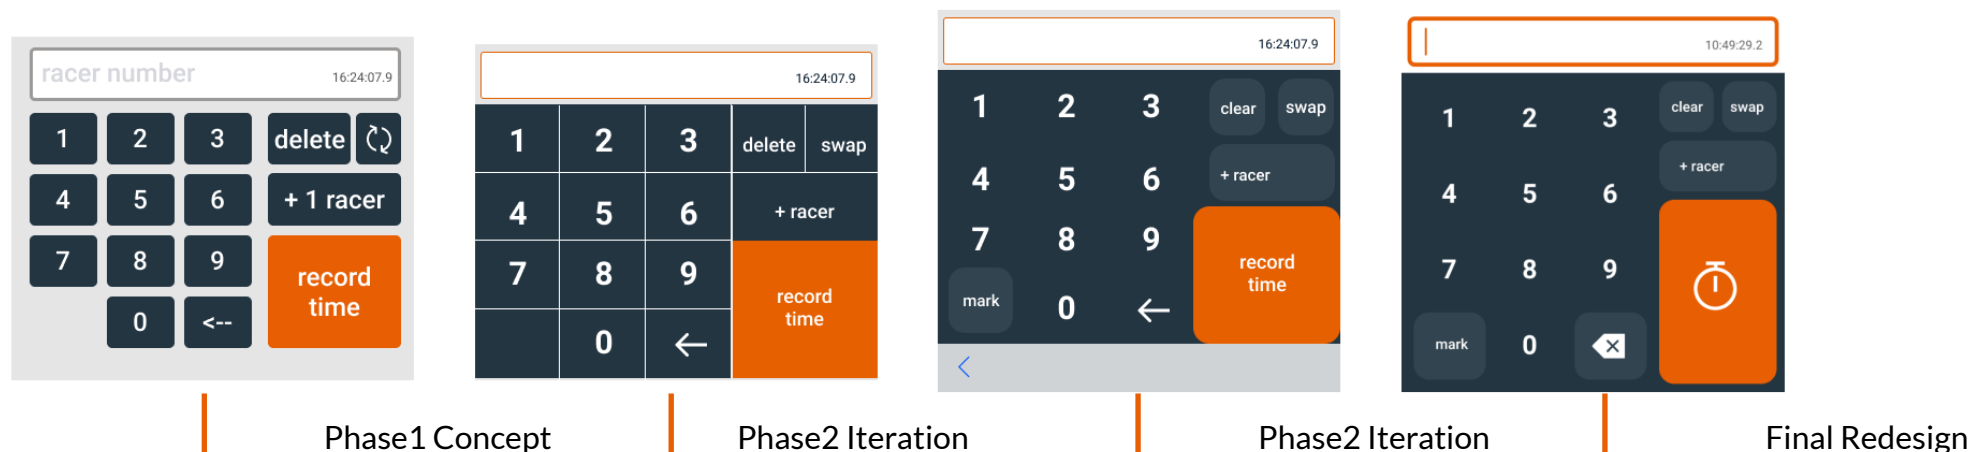 racer number 16:24:07.9
1 2 3 delete
4 5 6 + 1 racer
7 8 9 record
time
0 <--
16:24:07.9
1 2 3 delete swap
4 5 6 + racer
7 8 9 record
time
0
16:24:07.9
1 2 3 clear swap
4 5 6 + racer
7 8 9 record
time
mark 0
10:49:29.2
1 2 3 clear swap
4 5 6 + racer
7 8 9
mark 0
Phase1 Concept
Phase2 Iteration
Phase2 Iteration
Final Redesign